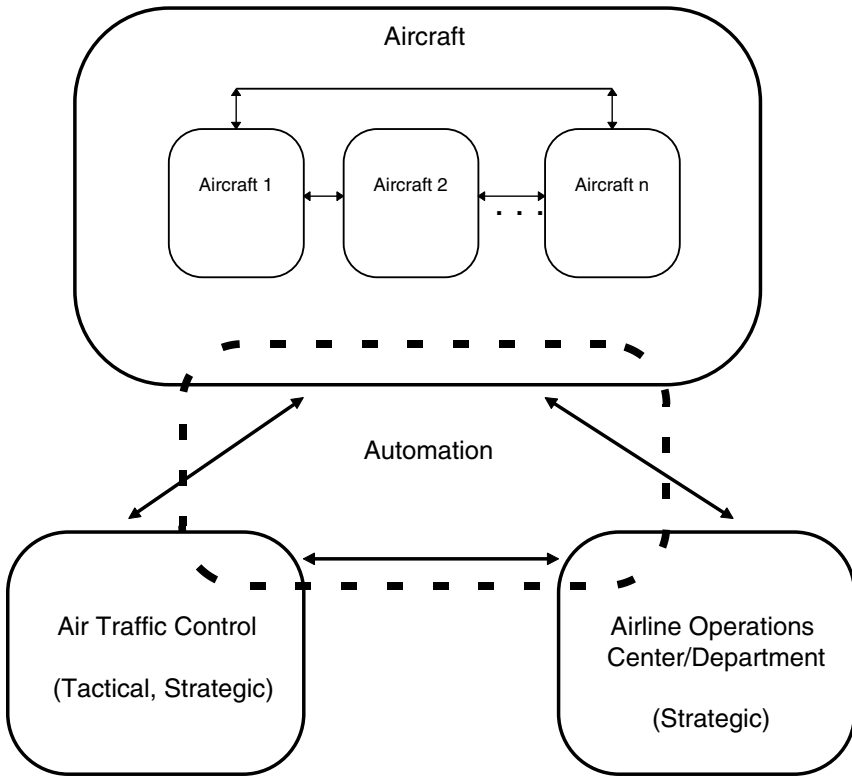 Aircraft
Aircraft 1
Aircraft 2
. . .
Aircraft n
Automation
Air Traffic Control
(Tactical, Strategic)
Airline Operations
Center/Department
(Strategic)